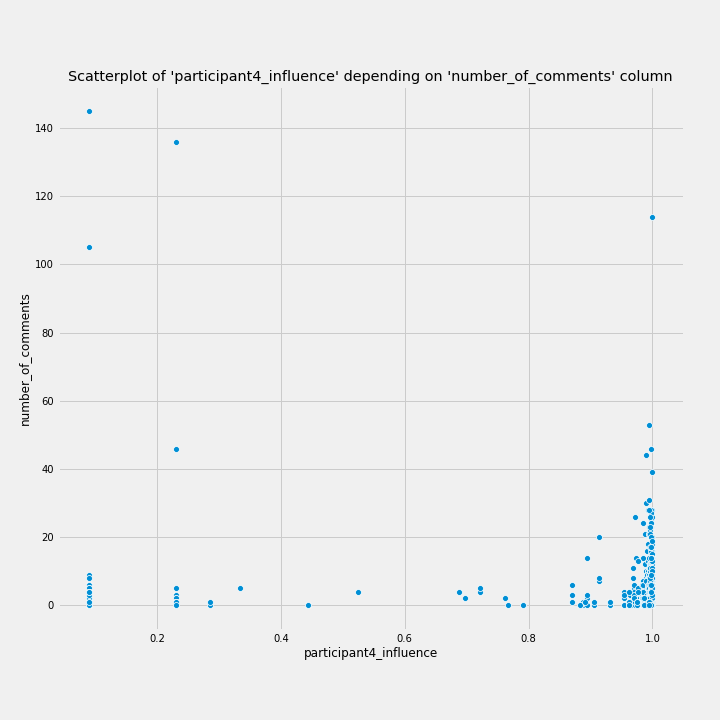 Scatterplot of 'participant4_influence' depending on 'number_of_comments' column
140
120
100
80
60
40
20
0
number_of_comments
0.2 0.4 0.6 0.8 1.0
participant4_influence